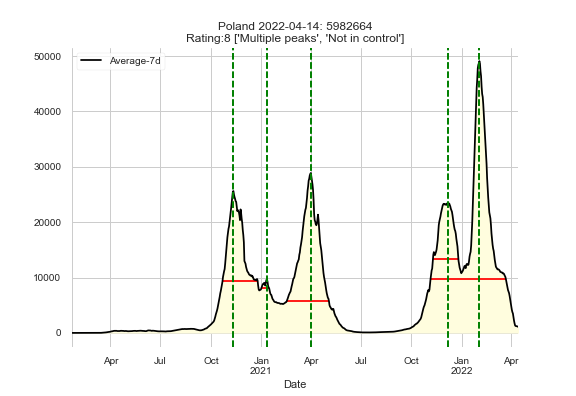 Poland 2022-04-14: 5982664
Rating:8 ['Multiple peaks', 'Not in control']
Average-7d
50000
40000
30000
20000
10000
0
Apr Jul Oct Jan Apr Jul Oct Jan Apr
2021 2022
Date